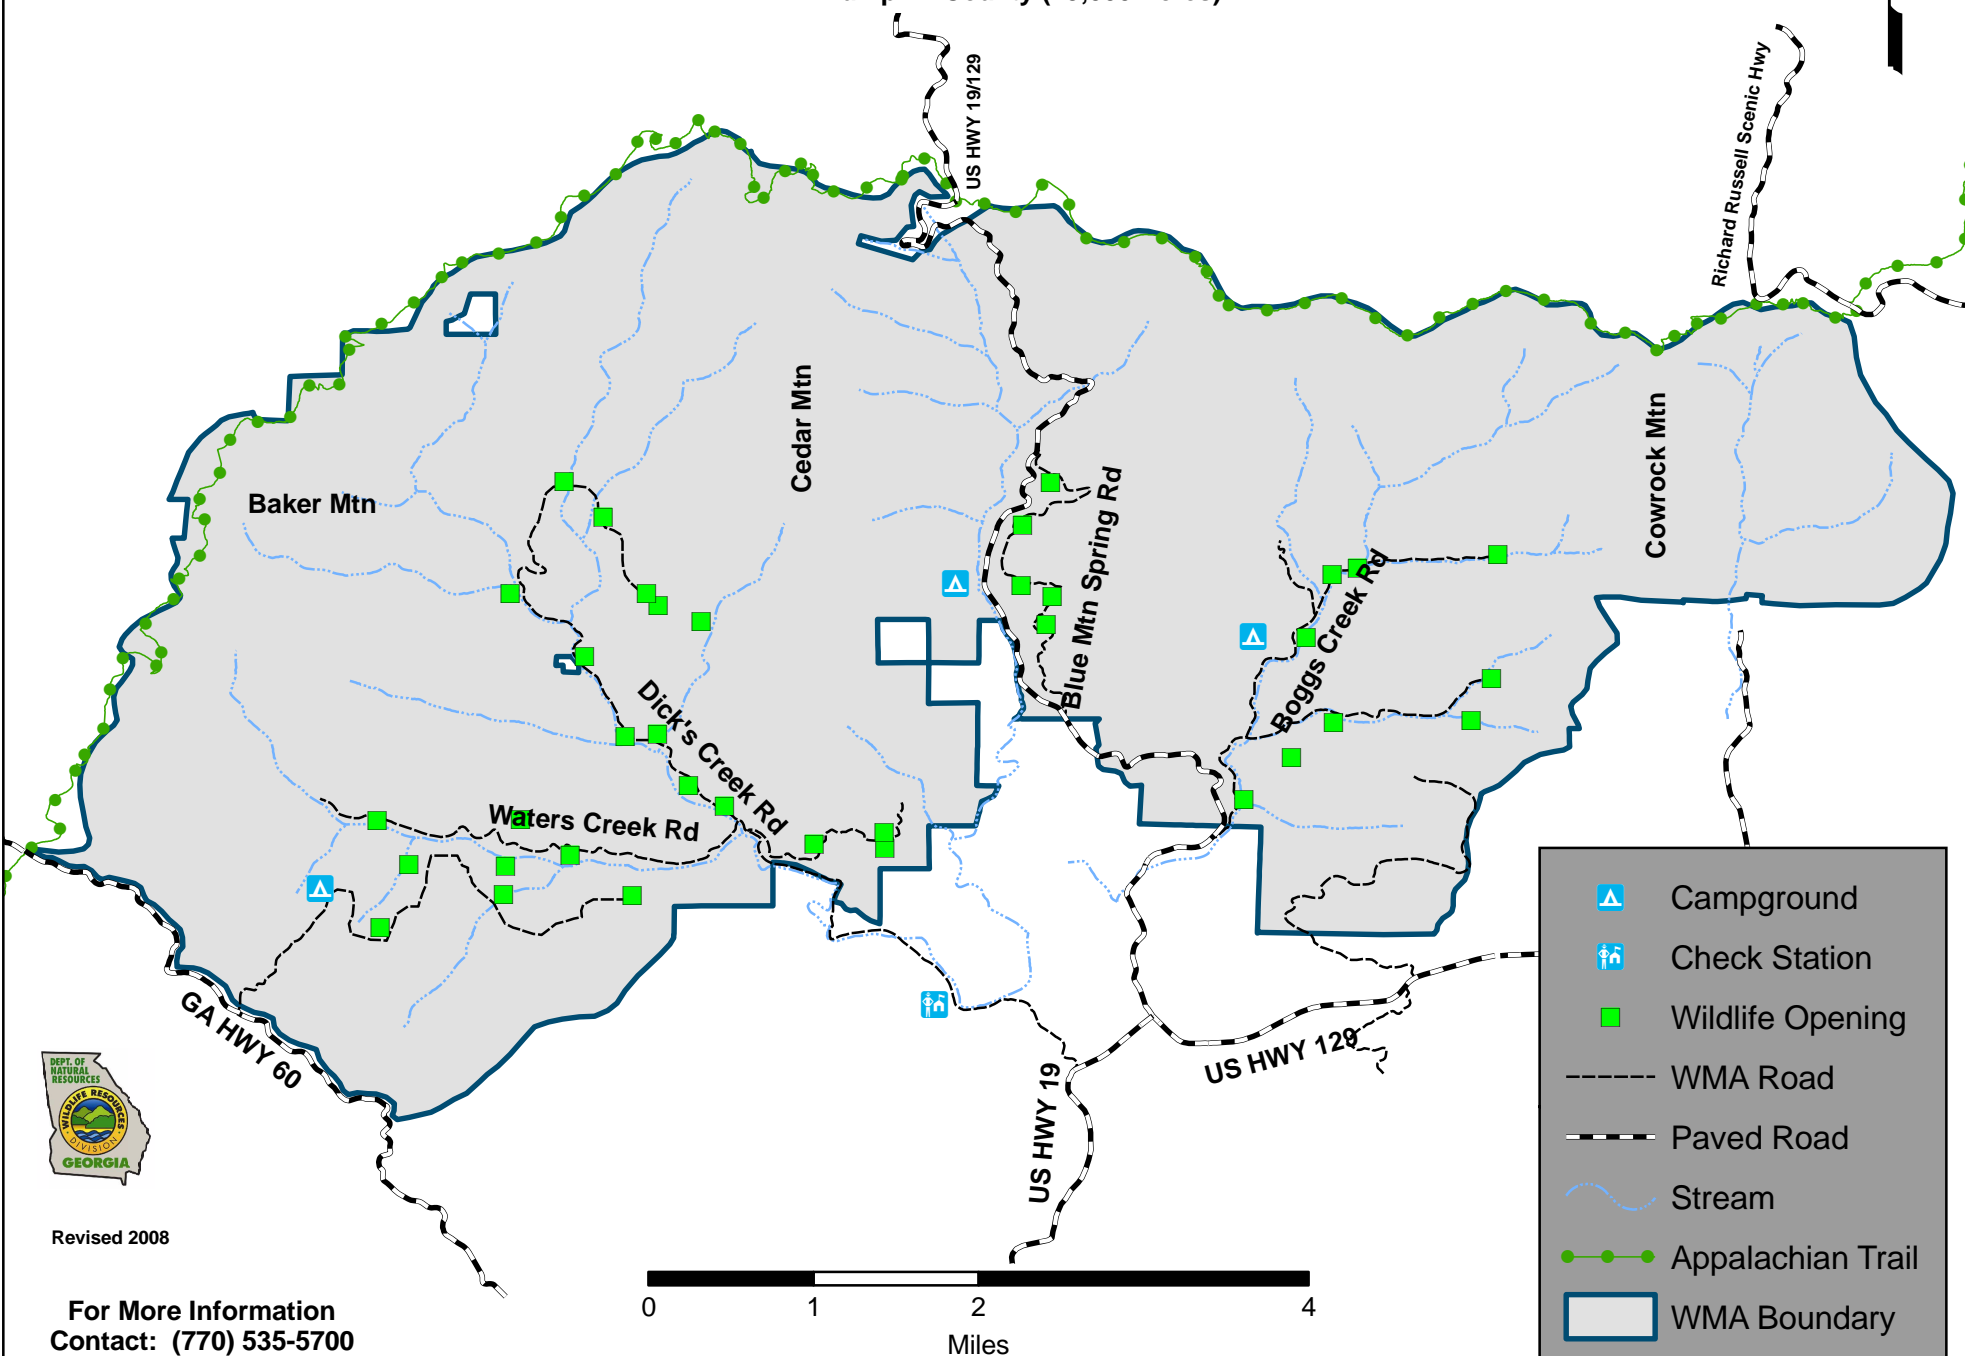 US HWY 19/129
Richard Russell Scenic Hwy
Cedar Mtn
Baker Mtn
Cowrock Mtn
Blue Mtn Spring Rd
Boggs Creek Rd
Dick's Creek Rd
Waters Creek Rd
GA HWY 60
US HWY 19
US HWY 129
DEPT. OF
NATURAL
RESOURCES
WILDLIFE RESOURCES
DIVISION
GEORGIA
Revised 2008
For More Information
Contact: (770) 535-5700
0 1 2 4
Miles
Campground
Check Station
Wildlife Opening
WMA Road
Paved Road
Stream
Appalachian Trail
WMA Boundary